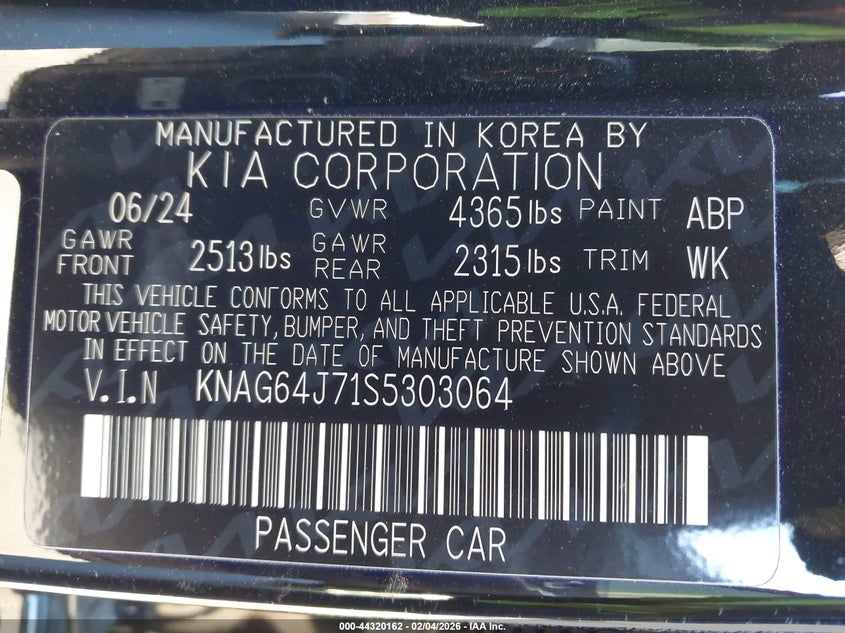 MANUFACTURED IN KOREA BY
KIA CORPORATION
06/24 GVWR 4365 lbs PAINT ABP
GAWR FRONT 2513 lbs GAWR REAR 2315 lbs TRIM WK
THIS VEHICLE CONFORMS TO ALL APPLICABLE U.S.A. FEDERAL
MOTOR VEHICLE SAFETY, BUMPER, AND THEFT PREVENTION STANDARDS
IN EFFECT ON THE DATE OF MANUFACTURE SHOWN ABOVE
V.I.N KNAG64J71S5303064
PASSENGER CAR
000-44320162 - 02/04/2026 - IAA Inc.